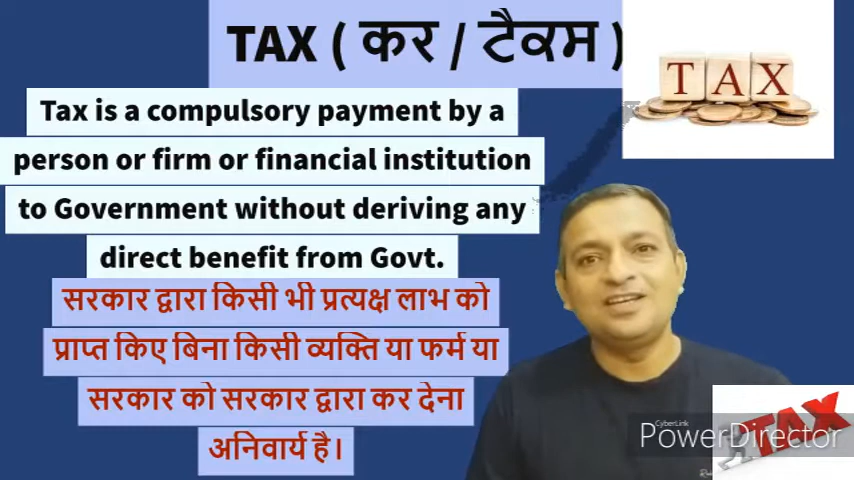 TAX ( कर / टैक्स )
TAX
Tax is a compulsory payment by a
person or firm or financial institution
to Government without deriving any
direct benefit from Govt.
सरकार द्वारा किसी भी प्रत्यक्ष लाभ को
प्राप्त किए बिना किसी व्यक्ति या फर्म या
सरकार को सरकार द्वारा कर देना
अनिवार्य है।
TAX
CyberLink
PowerDirector